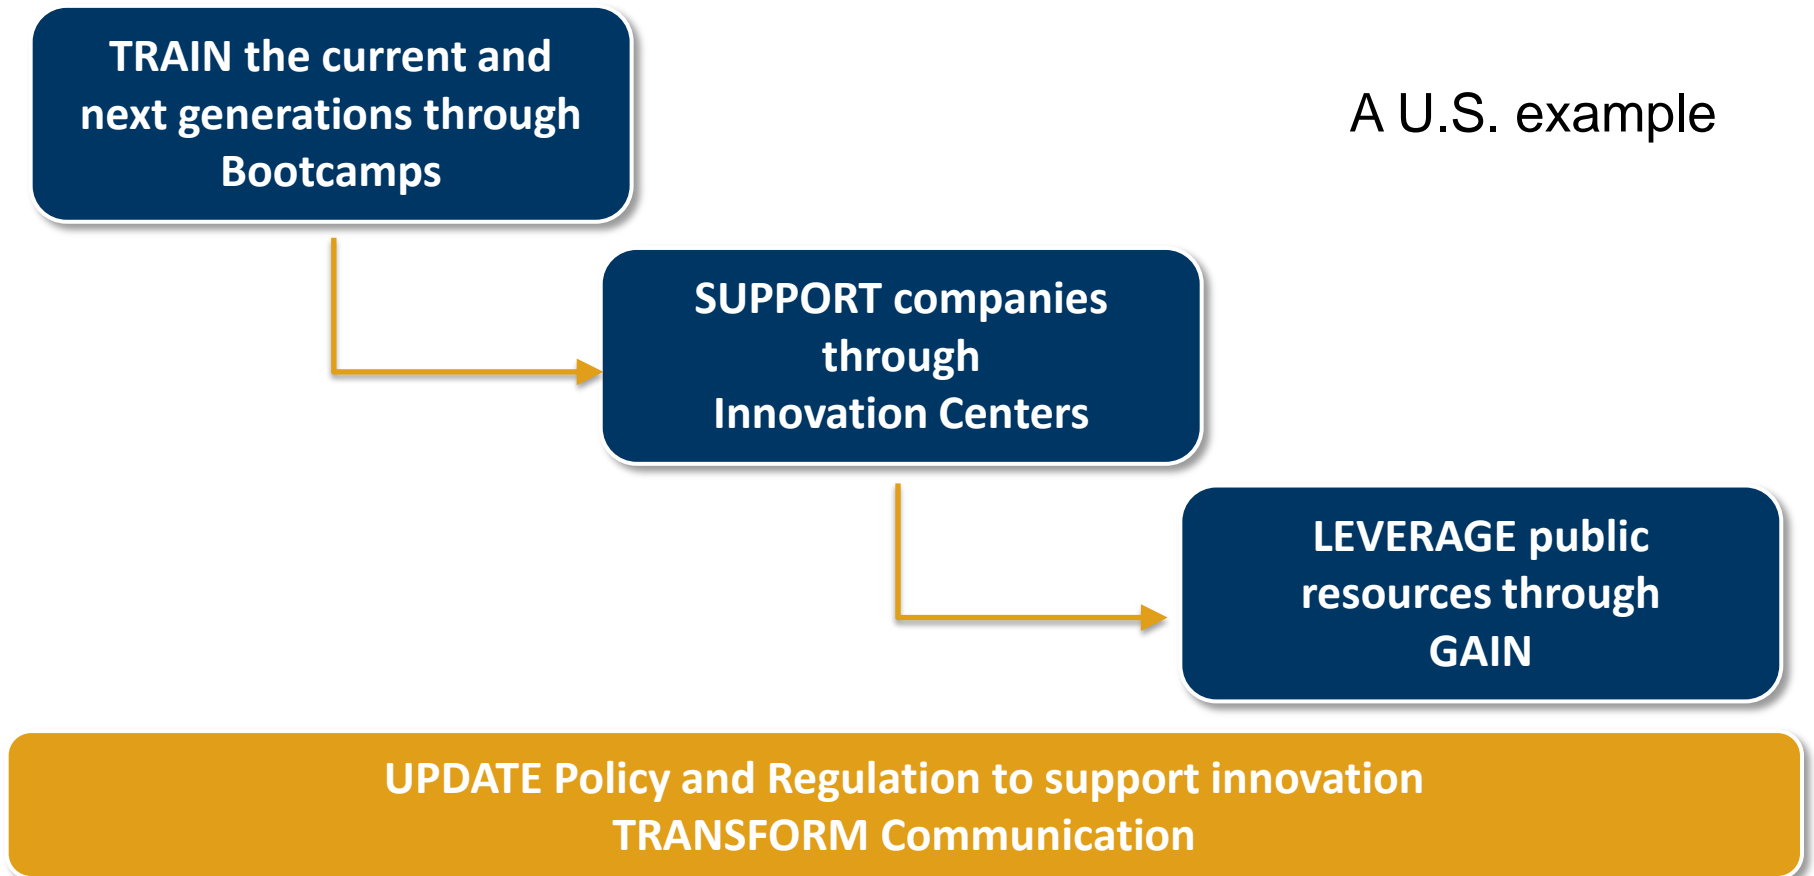 TRAIN the current and
next generations through
Bootcamps
A U.S. example
SUPPORT companies
through
Innovation Centers
LEVERAGE public
resources through
GAIN
UPDATE Policy and Regulation to support innovation
TRANSFORM Communication